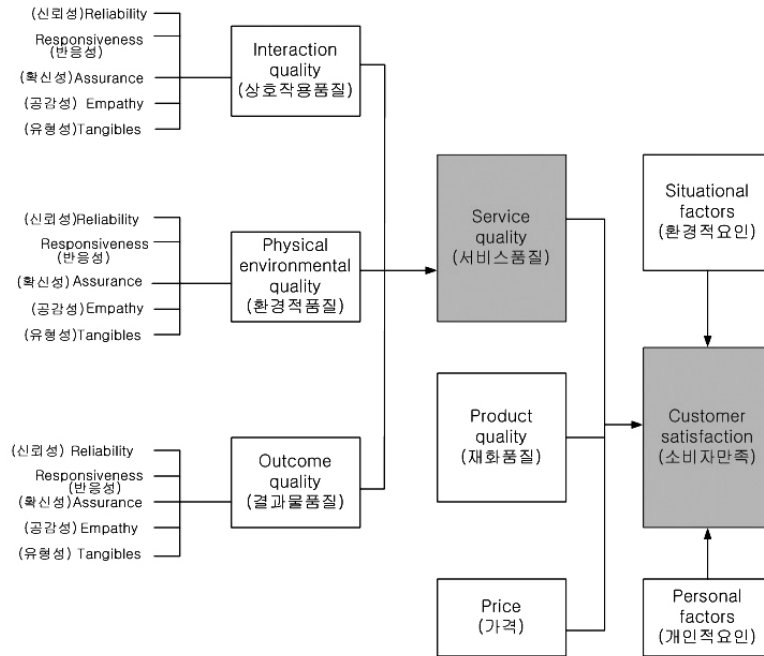 (신뢰성)Reliability
Responsiveness
(반응성)
(확신성)Assurance
(공감성) Empathy
(유형성)Tangibles
Interaction
quality
(상호작용품질)
(신뢰성)Reliability
Responsiveness
(반응성)
(확신성)Assurance
(공감성)Empathy
(유형성)Tangibles
Physical
environmental
quality
(환경적품질)
(신뢰성) Reliability
Responsiveness
(반응성)
(확신성)Assurance
(공감성)Empathy
(유형성) Tangibles
Outcome
quality
(결과물품질)
Service
quality
(서비스품질)
Product
quality
(재화품질)
Price
(가격)
Situational
factors
(환경적요인)
Customer
satisfaction
(소비자만족)
Personal
factors
(개인적요인)